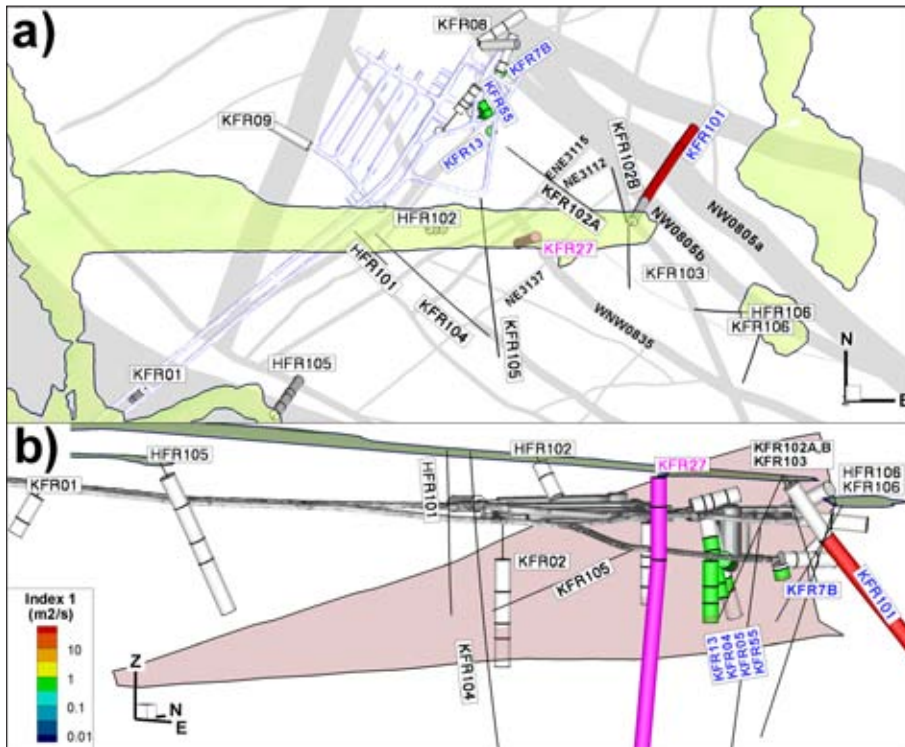 a)
KFR08
KFR7B
KFR55
KFR13
KFR09
KFR102B
KFR101
ENE3115
NE3112
KFR102A
NW0805a
NW0805b
HFR102
KFR27
KFR103
HFR101
KFR104
NE3137
KFR105
WNW0835
HFR106
KFR106
KFR01
HFR105
N
E
b)
KFR01
HFR105
HFR101
HFR102
KFR27
KFR102A,B
KFR103
HFR106
KFR106
KFR02
KFR105
KFR104
KFR13
KFR04
KFR05
KFR55
KFR7B
KFR101
Index 1
(m2/s)
10
1
0.1
0.01
Z
N
E